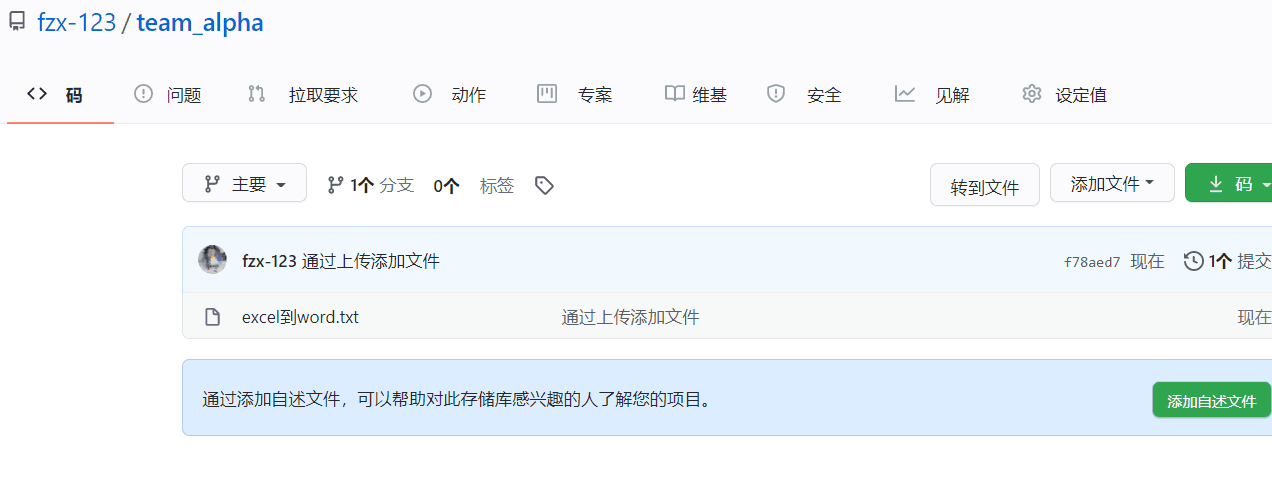 fzx-123 / team_alpha
码 问题 拉取要求 动作 专案 维基 安全 见解 设定值
主要 1个 分支 0个 标签 转到文件 添加文件 码
fzx-123 通过上传添加文件 f78aed7 现在 1个 提交
excel到word.txt 通过上传添加文件 现在
通过添加自述文件，可以帮助对此存储库感兴趣的人了解您的项目。 添加自述文件